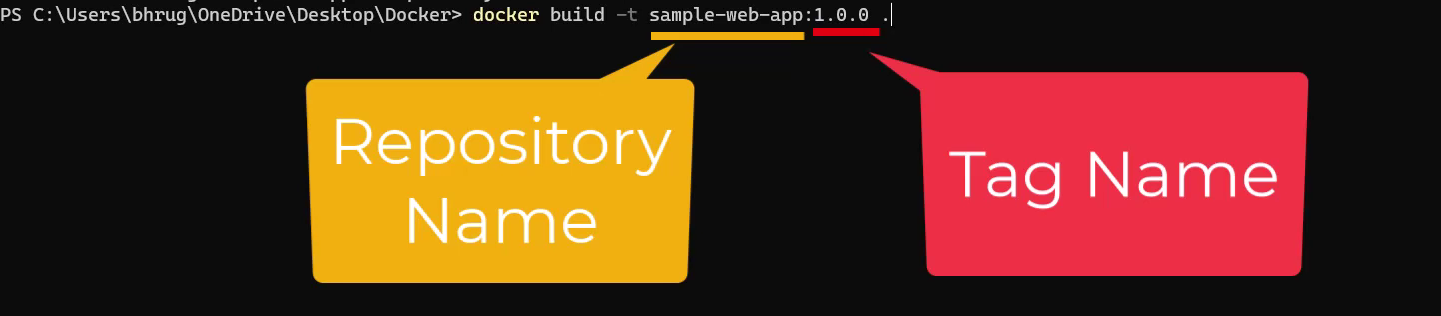 PS C:\Users\bhrug\OneDrive\Desktop\Docker> docker build -t sample-web-app:1.0.0 .
Repository
Name
Tag Name